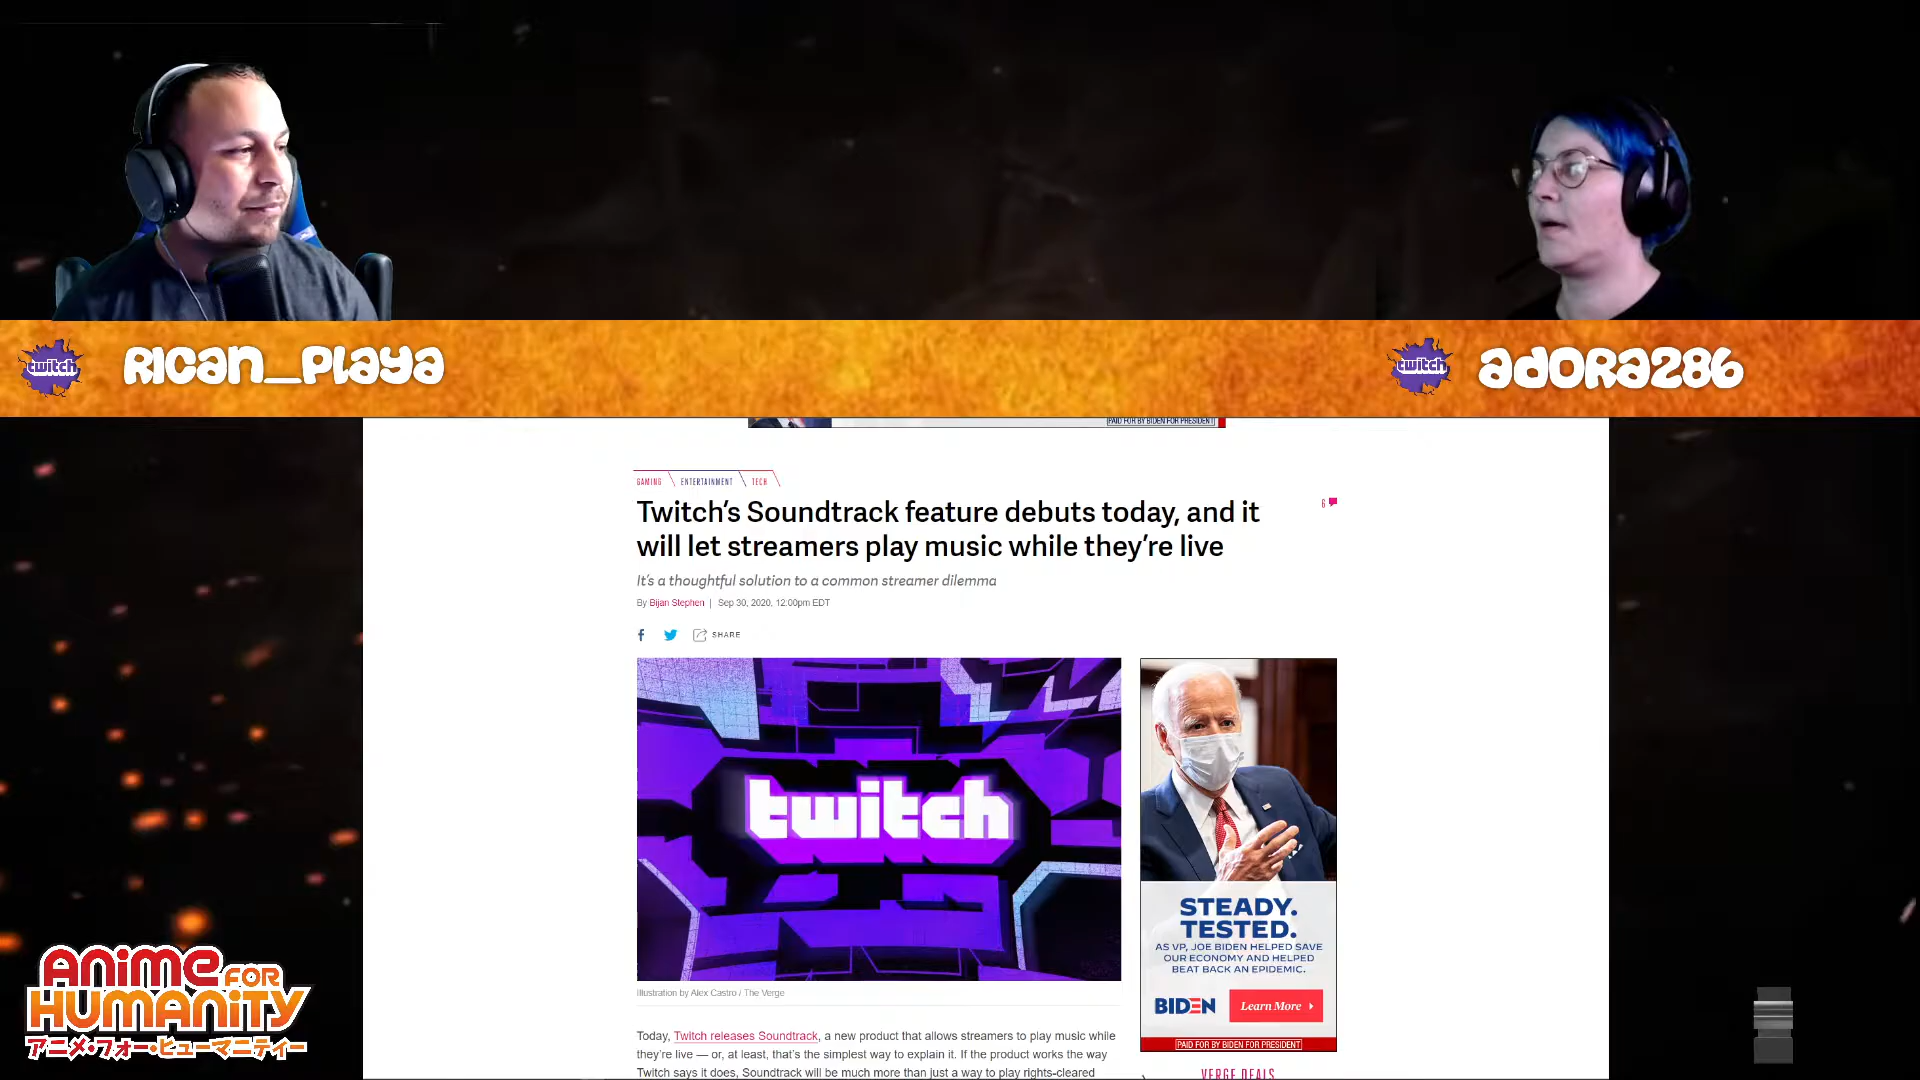 twitch
RICAN_PLAYA
twitch
ADORA286
PAID FOR BY BIDEN FOR PRESIDENT
GAMING
ENTERTAINMENT
TECH
Twitch's Soundtrack feature debuts today, and it
will let streamers play music while they're live
6
It's a thoughtful solution to a common streamer dilemma
By Bijan Stephen | Sep 30, 2020, 12:00pm EDT
SHARE
twitch
STEADY.
TESTED.
AS VP, JOE BIDEN HELPED SAVE
OUR ECONOMY AND HELPED
BEAT BACK AN EPIDEMIC.
BIDEN
Learn More
PAID FOR BY BIDEN FOR PRESIDENT
Illustration by Alex Castro / The Verge
Today, Twitch releases Soundtrack, a new product that allows streamers to play music while
they're live — or, at least, that's the simplest way to explain it. If the product works the way
Twitch says it does, Soundtrack will be much more than just a way to play rights-cleared
VERGE DEALS
Anime FOR
HUMANITY
アニメ・フォー・ヒューマニティー